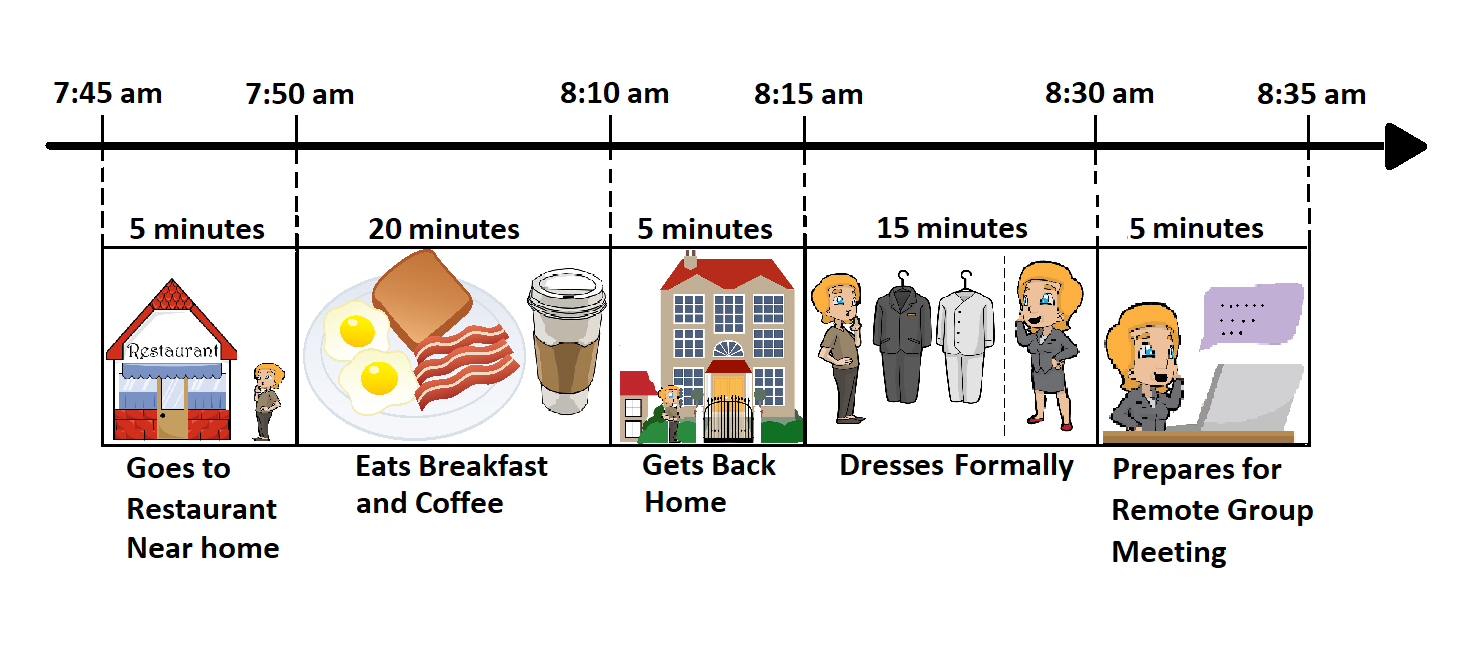 7:45 am 7:50 am 8:10 am 8:15 am 8:30 am 8:35 am
5 minutes 20 minutes 5 minutes 15 minutes 5 minutes
Restaurant
Goes to
Restaurant
Near home
Eats Breakfast
and Coffee
Gets Back
Home
Dresses Formally
Prepares for
Remote Group
Meeting